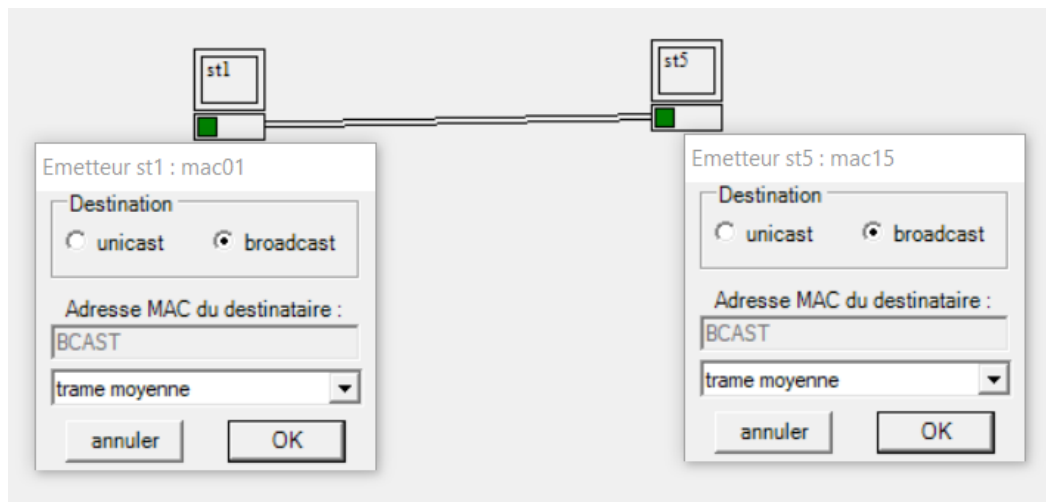 st1
st5
Emetteur st1 : mac01
Destination
unicast
broadcast
Adresse MAC du destinataire :
BCAST
trame moyenne
annuler
OK
Emetteur st5 : mac15
Destination
unicast
broadcast
Adresse MAC du destinataire :
BCAST
trame moyenne
annuler
OK